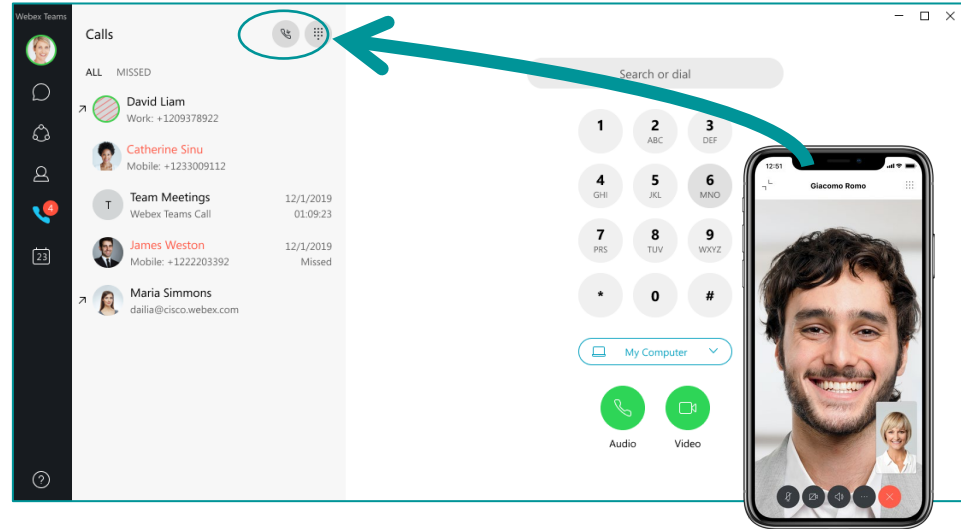 Webex Teams
Calls
ALL MISSED
David Liam
Work: +1209378922
Catherine Sinu
Mobile: +1233009112
T
Team Meetings 12/1/2019
Webex Teams Call 01:09:23
James Weston 12/1/2019
Mobile: +1222203392 Missed
Maria Simmons
dailia@cisco.webex.com
4
23
?
Search or dial
1 2 3
ABC DEF
4 5 6
GHI JKL MNO
7 8 9
PRS TUV WXYZ
* 0 #
My Computer
Audio Video
12:51
Giacomo Romo